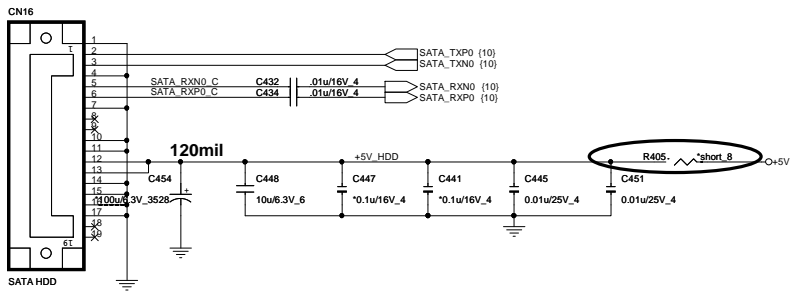 CN16
1
1
2
SATA_TXP0 {10}
3
SATA_TXN0 {10}
4
5
SATA_RXN0_C
C432
.01u/16V_4
SATA_RXN0 {10}
6
SATA_RXP0_C
C434
.01u/16V_4
SATA_RXP0 {10}
7
8
9
10
11
120mil
12
+5V_HDD
R405
*short_8
+5V
13
C454
C448
C447
C441
C445
C451
14
15
*100u/6.3V_3528
10u/6.3V_6
*0.1u/16V_4
*0.1u/16V_4
0.01u/25V_4
0.01u/25V_4
17
18
19
19
SATA HDD